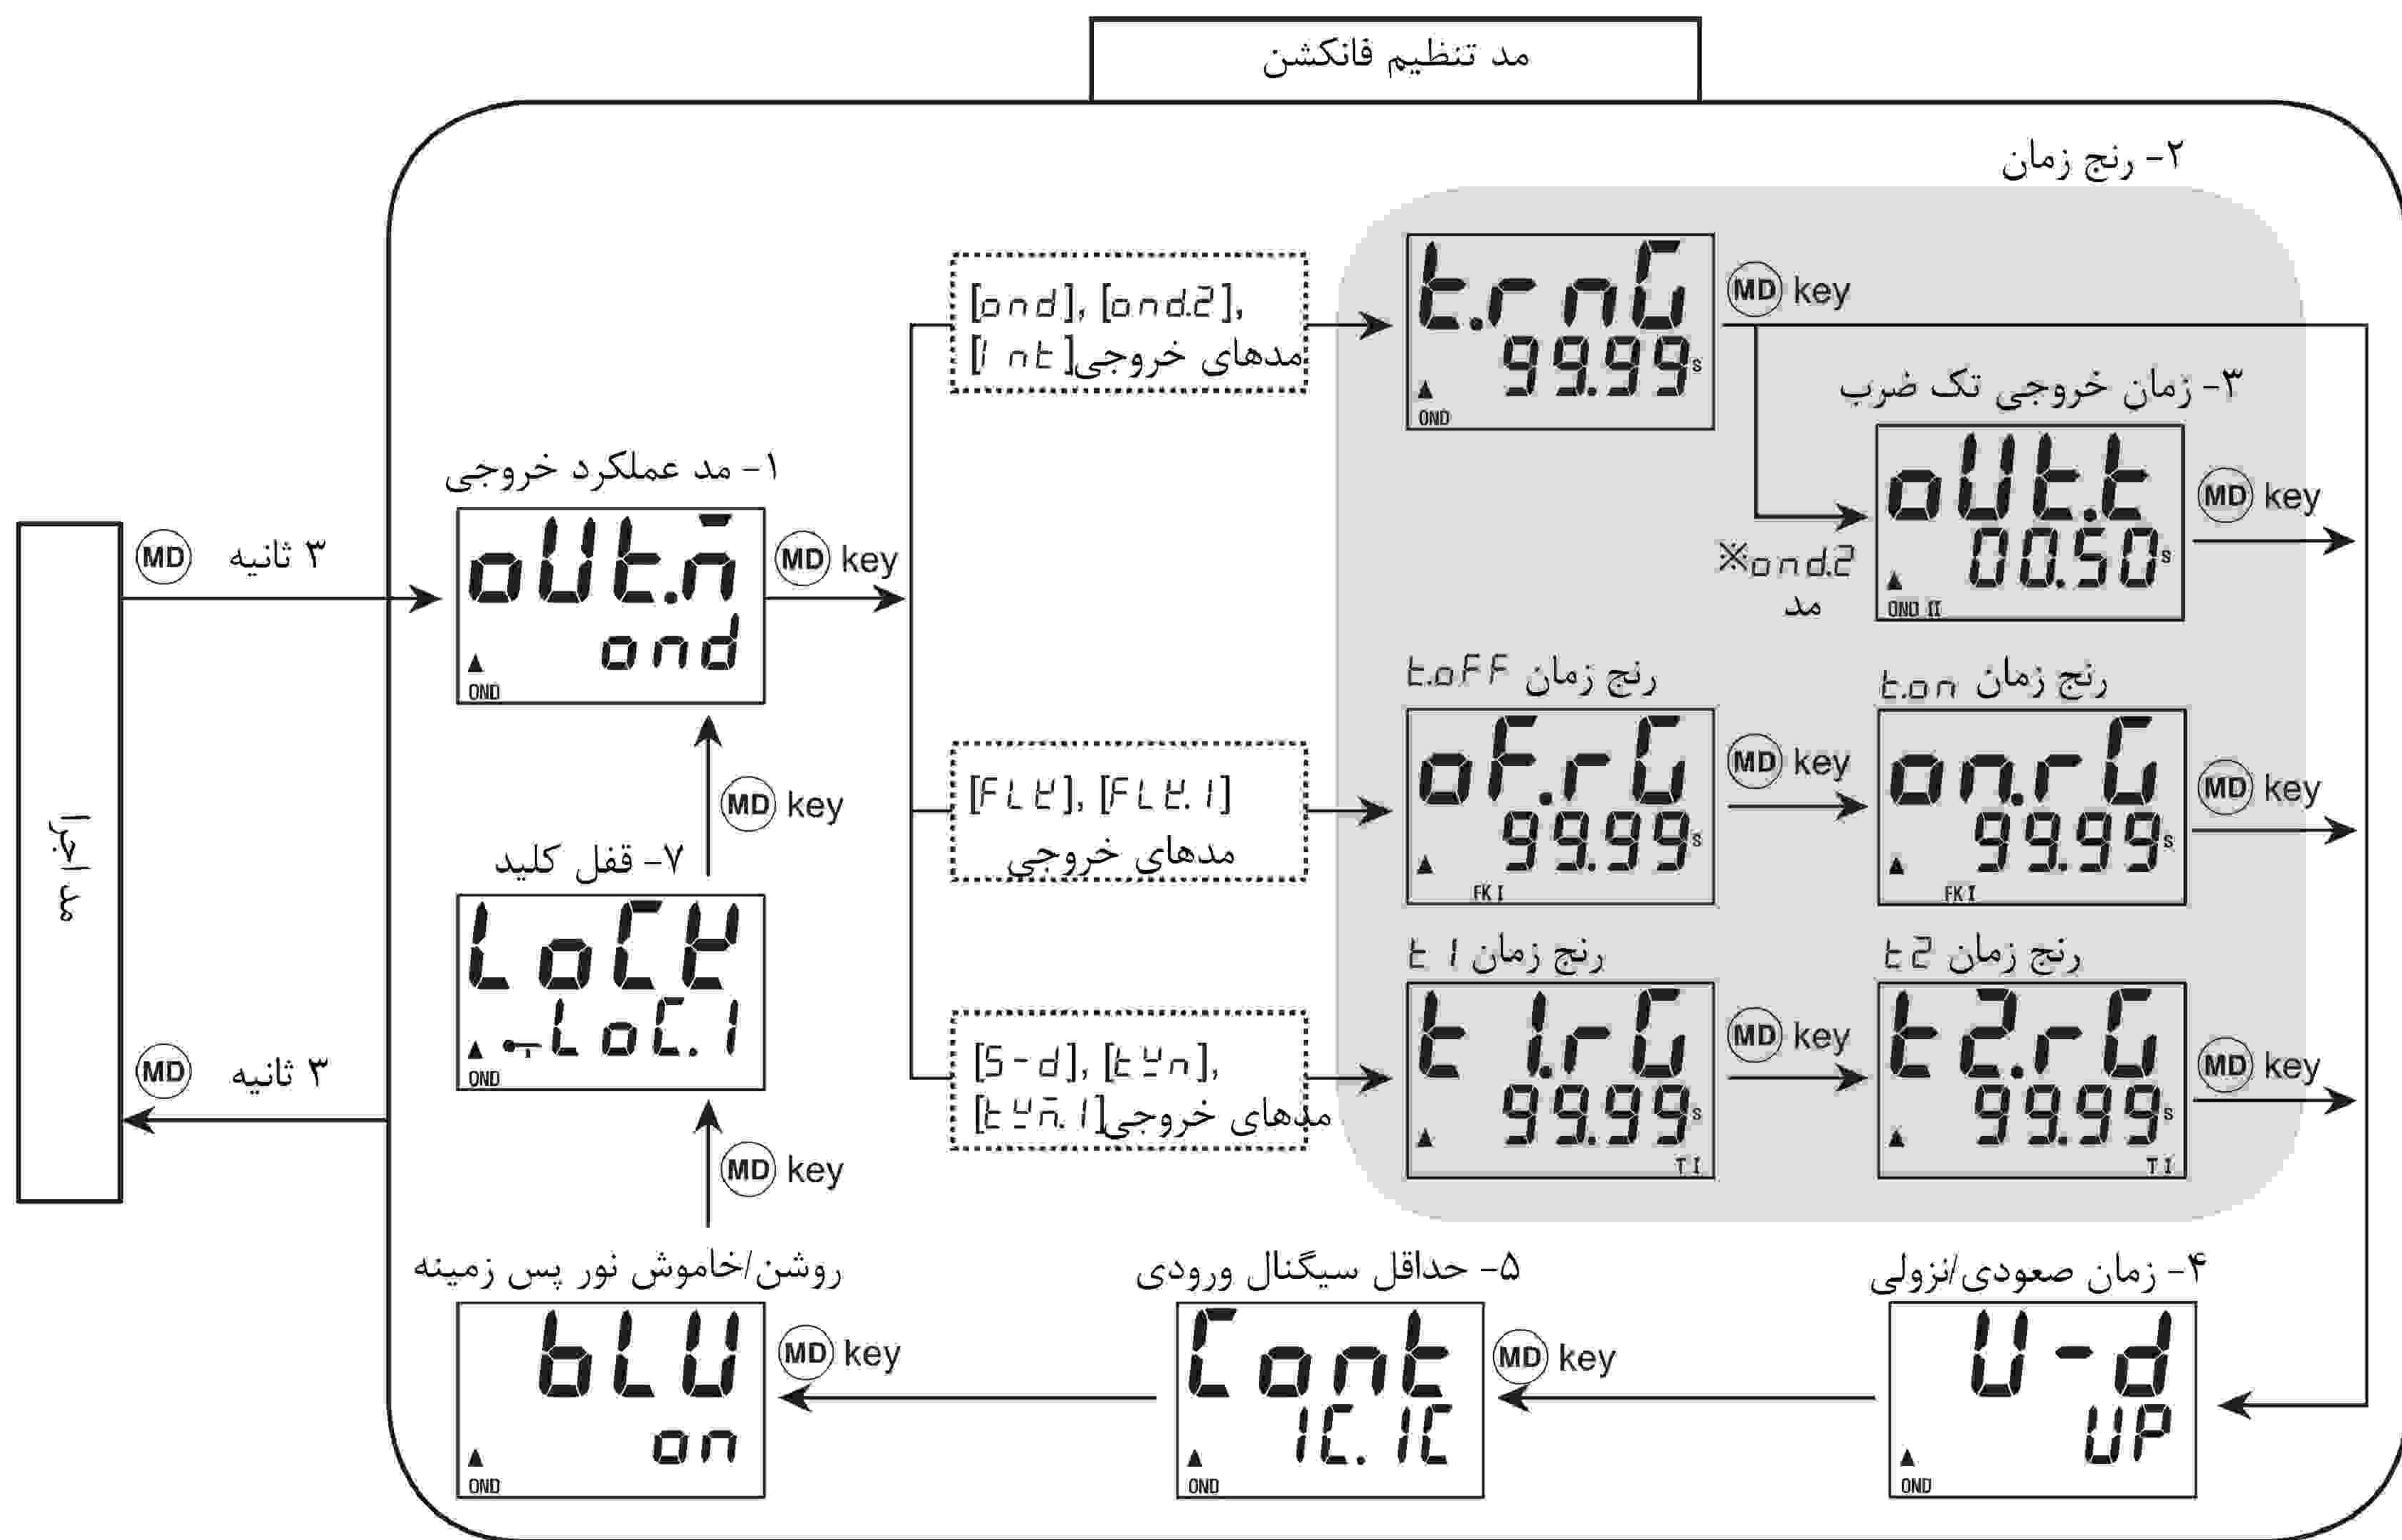 مد تنظیم فانکشن
۲- رنج زمان
[ond], [ond.2],
[Int]مدهای خروجی
t.rnG
99.99s
OND
MD key
۳- زمان خروجی تک ضرب
oUt.t
00.50s
OND II
MD key
※ond.2
مد
۱- مد عملکرد خروجی
oUt.m
ond
OND
MD key
MD ۳ ثانیه
مد اجرا
MD ۳ ثانیه
رنج زمان t.oFF
oF.rG
99.99s
FK I
MD key
رنج زمان t.on
on.rG
99.99s
FK I
MD key
[FLK], [FLK.1]
مدهای خروجی
MD key
۷- قفل کلید
LoCK
LoC.1
OND
MD key
[S-d], [tWn],
[tWn.1]مدهای خروجی
رنج زمان t1
t1.rG
99.99s
T I
MD key
رنج زمان t2
t2.rG
99.99s
T I
MD key
۴- زمان صعودی/نزولی
U-d
UP
OND
MD key
۵- حداقل سیگنال ورودی
Cont
1C.1C
OND
MD key
روشن/خاموش نور پس زمینه
bLU
on
OND